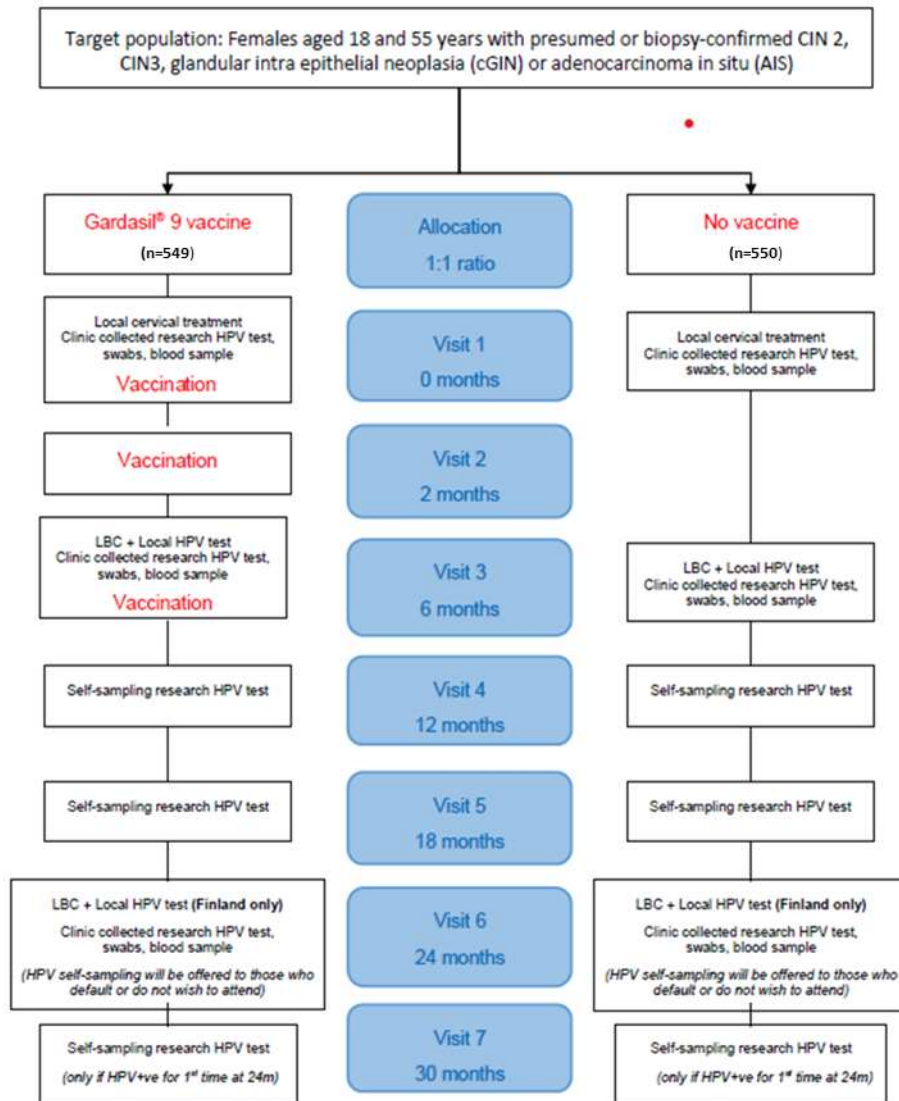 Target population: Females aged 18 and 55 years with presumed or biopsy-confirmed CIN 2,
CIN3, glandular intra epithelial neoplasia (cGIN) or adenocarcinoma in situ (AIS)
Gardasil® 9 vaccine
(n=549)
Allocation
1:1 ratio
No vaccine
(n=550)
Local cervical treatment
Clinic collected research HPV test,
swabs, blood sample
Vaccination
Visit 1
0 months
Local cervical treatment
Clinic collected research HPV test,
swabs, blood sample
Vaccination
Visit 2
2 months
LBC + Local HPV test
Clinic collected research HPV test,
swabs, blood sample
Vaccination
Visit 3
6 months
LBC + Local HPV test
Clinic collected research HPV test,
swabs, blood sample
Self-sampling research HPV test
Visit 4
12 months
Self-sampling research HPV test
Self-sampling research HPV test
Visit 5
18 months
Self-sampling research HPV test
LBC + Local HPV test (Finland only)
Clinic collected research HPV test,
swabs, blood sample
(HPV self-sampling will be offered to those who
default or do not wish to attend)
Visit 6
24 months
LBC + Local HPV test (Finland only)
Clinic collected research HPV test,
swabs, blood sample
(HPV self-sampling will be offered to those who
default or do not wish to attend)
Self-sampling research HPV test
(only if HPV+ve for 1st time at 24m)
Visit 7
30 months
Self-sampling research HPV test
(only if HPV+ve for 1st time at 24m)